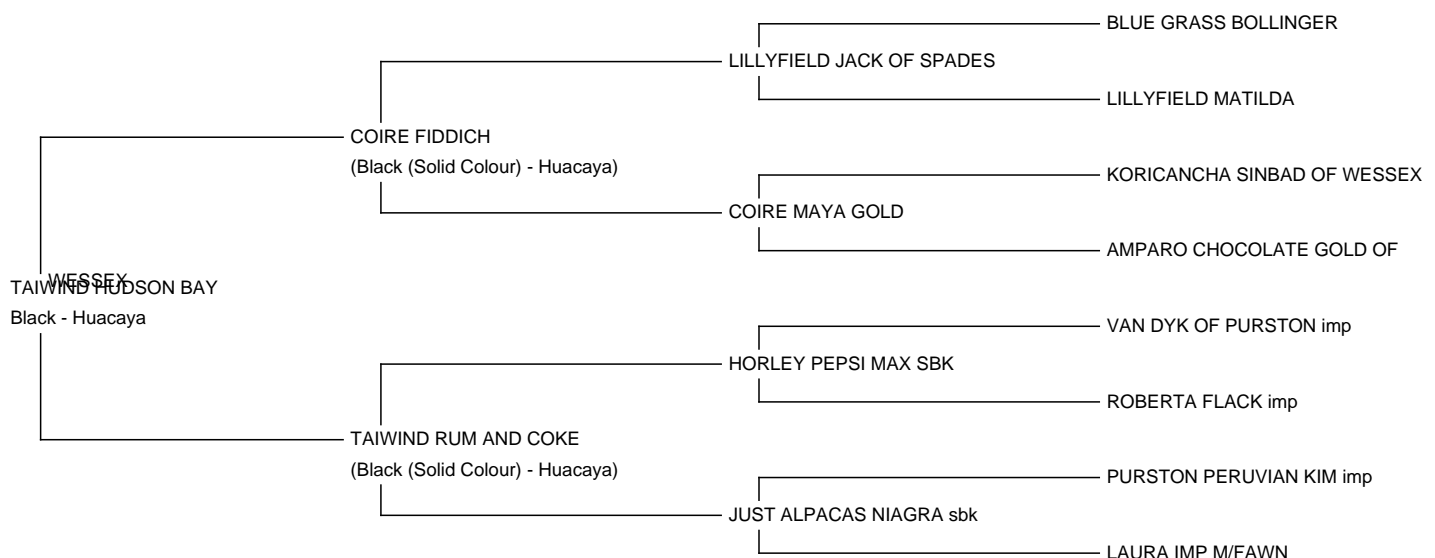 BLUE GRASS BOLLINGER
LILLYFIELD JACK OF SPADES
LILLYFIELD MATILDA
COIRE FIDDICH
(Black (Solid Colour) - Huacaya)
KORICANCHA SINBAD OF WESSEX
COIRE MAYA GOLD
AMPARO CHOCOLATE GOLD OF
WESSEX
TAIWIND HUDSON BAY
Black - Huacaya
VAN DYK OF PURSTON imp
HORLEY PEPSI MAX SBK
ROBERTA FLACK imp
TAIWIND RUM AND COKE
(Black (Solid Colour) - Huacaya)
PURSTON PERUVIAN KIM imp
JUST ALPACAS NIAGRA sbk
LAURA IMP M/FAWN